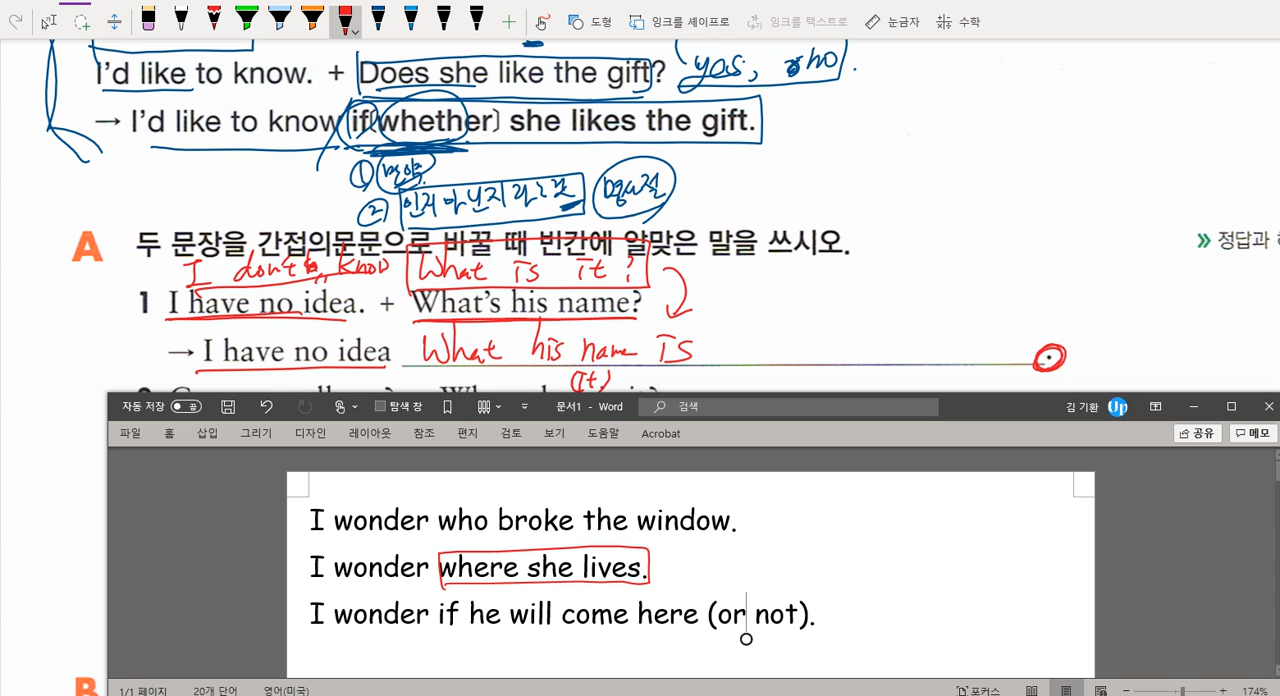 도형 잉크를 셰이프로 잉크를 텍스트로 눈금자 수학
I'd like to know. + Does she like the gift? yes, no.
→ I'd like to know if〔whether〕 she likes the gift.
① 만약
② 인지 아닌지 라는 것 명사절
A 두 문장을 간접의문문으로 바꿀 때 빈칸에 알맞은 말을 쓰시오. » 정답과
I don't know What is it?
1 I have no idea. + What's his name?
→ I have no idea What his name is .
(it)
자동 저장 끔 탐색 창 문서1 - Word 검색 김 기환 Up
파일 홈 삽입 그리기 디자인 레이아웃 참조 편지 검토 보기 도움말 Acrobat 공유 메모
I wonder who broke the window.
I wonder where she lives.
I wonder if he will come here (or not).
B
1/1 페이지 20개 단어 영어(미국) 포커스 174%